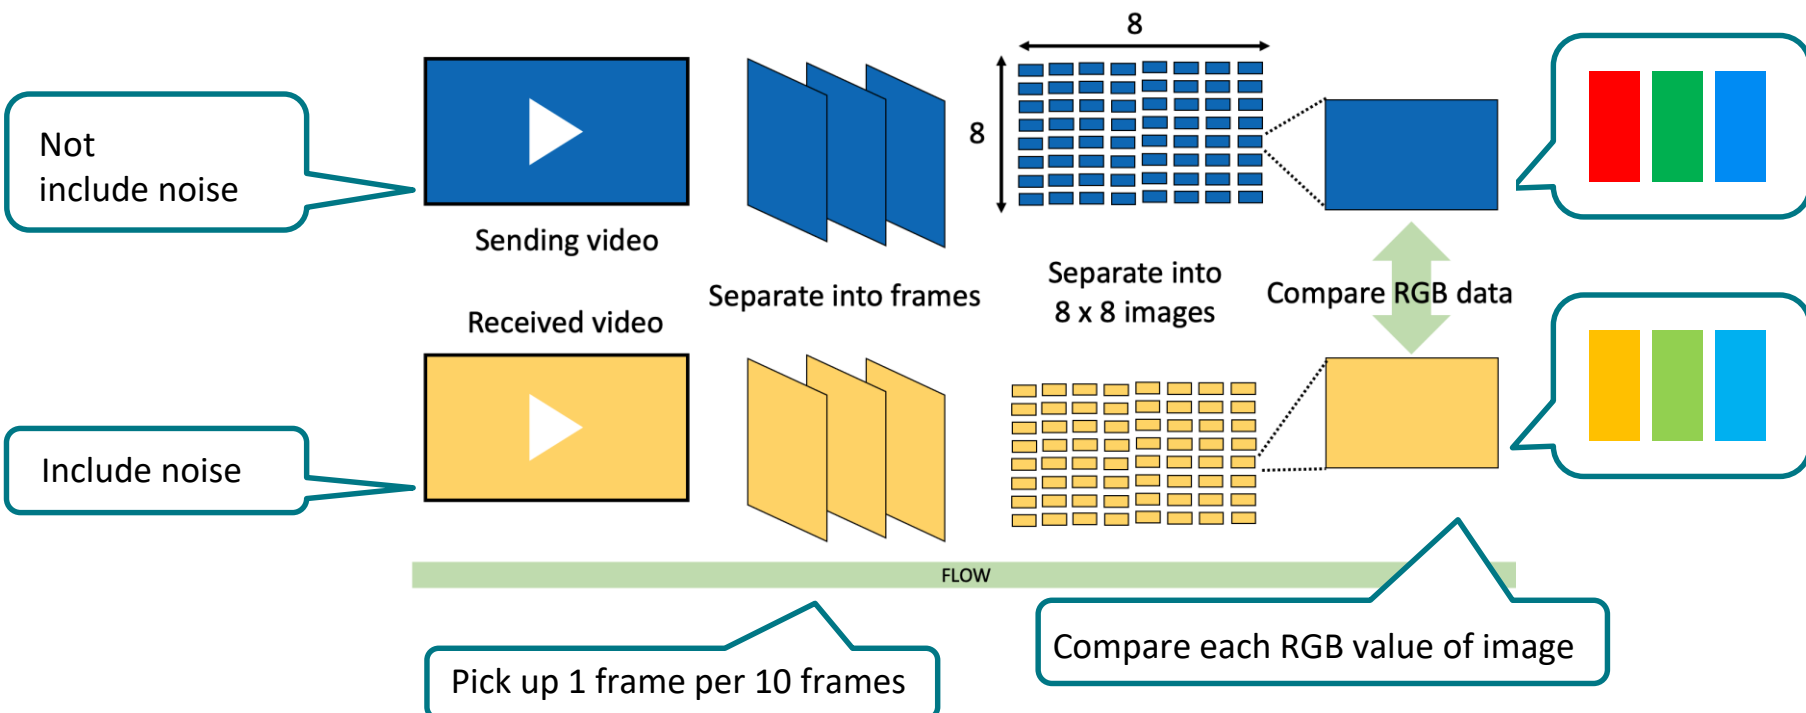 8
8
Not
include noise
Sending video
Separate into frames
Separate into
8 x 8 images
Compare RGB data
Received video
Include noise
FLOW
Pick up 1 frame per 10 frames
Compare each RGB value of image